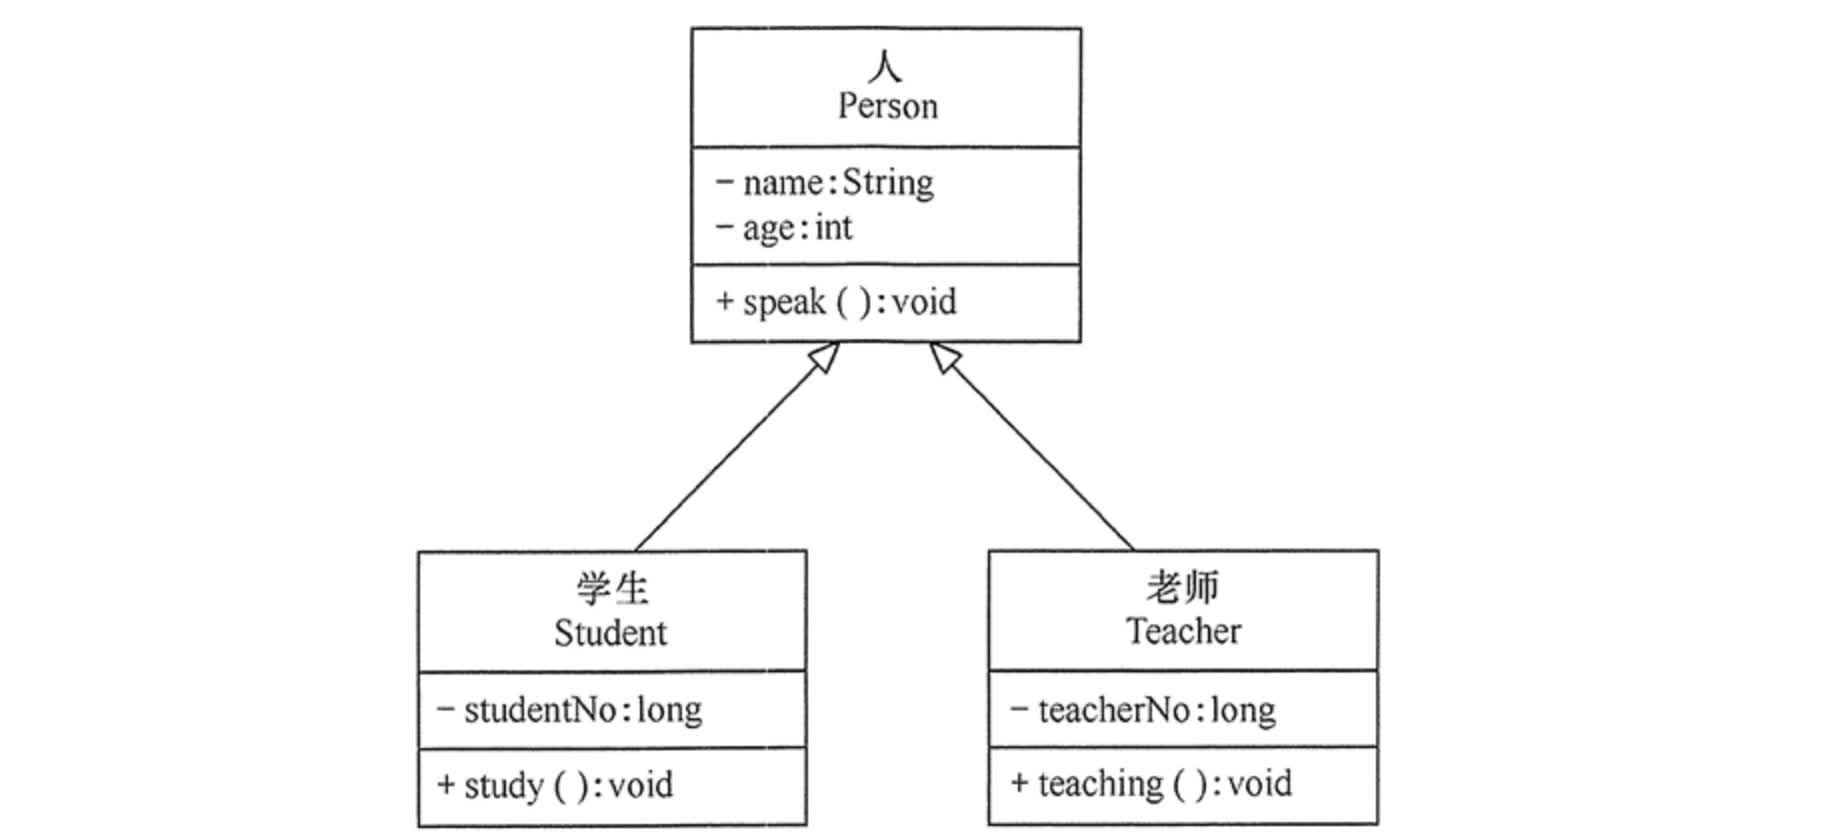 人
Person
- name:String
- age:int
+ speak ( ):void
学生
Student
- studentNo:long
+ study ( ):void
老师
Teacher
- teacherNo:long
+ teaching ( ):void